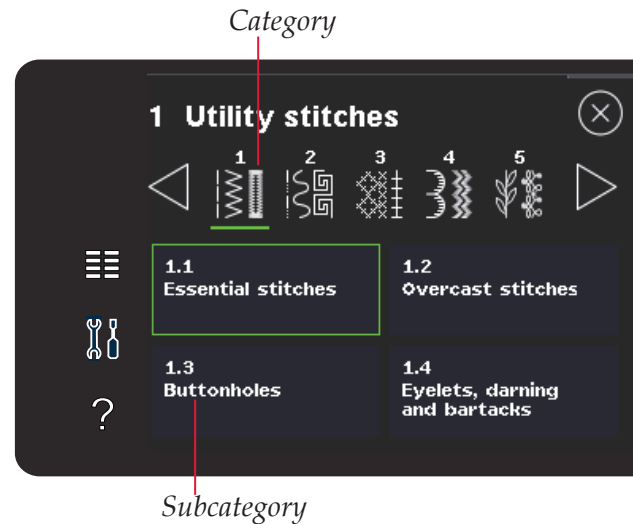 Category
1 Utility stitches
1 2 3 4 5
1.1
Essential stitches
1.2
Overcast stitches
1.3
Buttonholes
1.4
Eyelets, darning
and bartacks
?
Subcategory